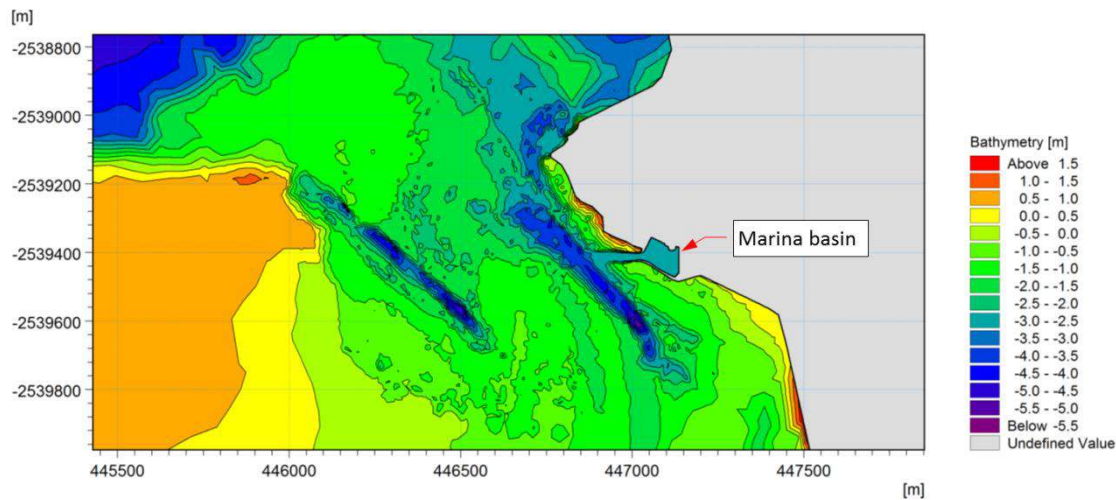 [m]
-2538800
-2539000
-2539200
-2539400
-2539600
-2539800
445500 446000 446500 447000 447500
[m]
Marina basin
Bathymetry [m]
Above 1.5
1.0 - 1.5
0.5 - 1.0
0.0 - 0.5
-0.5 - 0.0
-1.0 - -0.5
-1.5 - -1.0
-2.0 - -1.5
-2.5 - -2.0
-3.0 - -2.5
-3.5 - -3.0
-4.0 - -3.5
-4.5 - -4.0
-5.0 - -4.5
-5.5 - -5.0
Below -5.5
Undefined Value